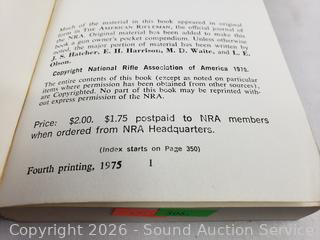 Much of the material in this book appeared in original
form in THE AMERICAN RIFLEMAN, the official journal of
the NRA. Original material has been added to make this
book a gun owner's pocket compendium. Unless otherwise
noted, the major portion of material has been written by
J. S. Hatcher, E. H. Harrison, M. D. Waite, and L. E.
Olson.
Copyright National Rifle Association of America 1975.
The entire contents of this book (except as noted on particular
items where permission has been obtained from other sources),
are Copyrighted. No part of this book may be reprinted with-
out express permission of the NRA.
Price: $2.00. $1.75 postpaid to NRA members
when ordered from NRA Headquarters.
(Index starts on Page 350)
Fourth printing, 1975
1
Copyright 2026 - Sound Auction Service